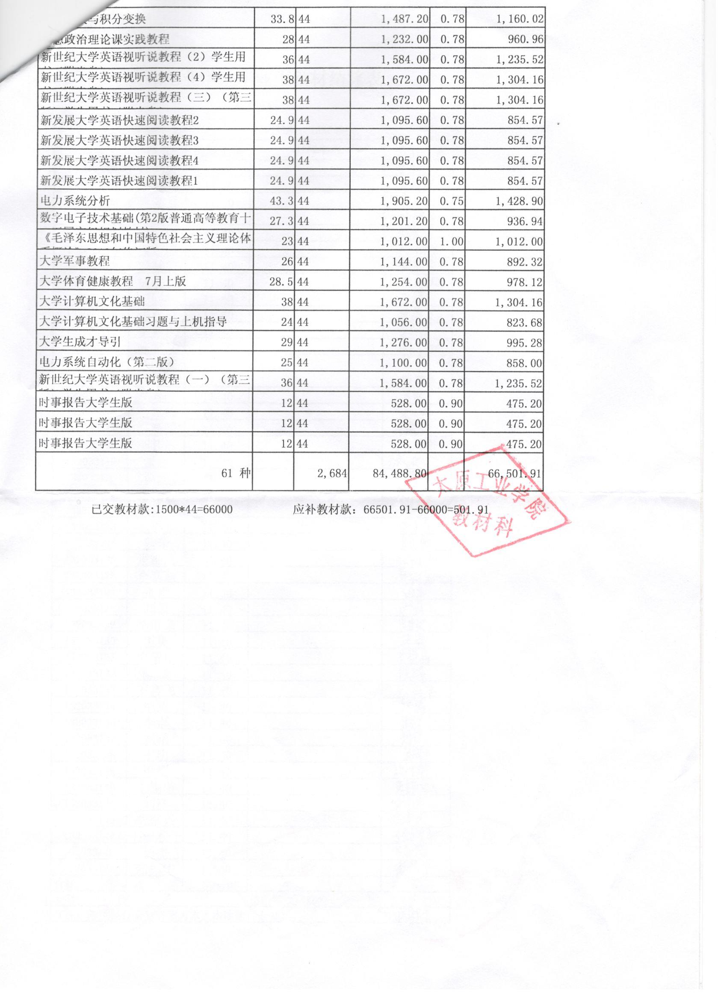 与积分变换 33.8 44 1,487.20 0.78 1,160.02
政治理论课实践教程 28 44 1,232.00 0.78 960.96
新世纪大学英语视听说教程（2）学生用 36 44 1,584.00 0.78 1,235.52
新世纪大学英语视听说教程（4）学生用 38 44 1,672.00 0.78 1,304.16
新世纪大学英语视听说教程（三）（第三 38 44 1,672.00 0.78 1,304.16
新发展大学英语快速阅读教程2 24.9 44 1,095.60 0.78 854.57
新发展大学英语快速阅读教程3 24.9 44 1,095.60 0.78 854.57
新发展大学英语快速阅读教程4 24.9 44 1,095.60 0.78 854.57
新发展大学英语快速阅读教程1 24.9 44 1,095.60 0.78 854.57
电力系统分析 43.3 44 1,905.20 0.75 1,428.90
数字电子技术基础(第2版普通高等教育十 27.3 44 1,201.20 0.78 936.94
《毛泽东思想和中国特色社会主义理论体 23 44 1,012.00 1.00 1,012.00
大学军事教程 26 44 1,144.00 0.78 892.32
大学体育健康教程 7月上版 28.5 44 1,254.00 0.78 978.12
大学计算机文化基础 38 44 1,672.00 0.78 1,304.16
大学计算机文化基础习题与上机指导 24 44 1,056.00 0.78 823.68
大学生成才导引 29 44 1,276.00 0.78 995.28
电力系统自动化（第二版） 25 44 1,100.00 0.78 858.00
新世纪大学英语视听说教程（一）（第三 36 44 1,584.00 0.78 1,235.52
时事报告大学生版 12 44 528.00 0.90 475.20
时事报告大学生版 12 44 528.00 0.90 475.20
时事报告大学生版 12 44 528.00 0.90 475.20
61 种 2,684 84,488.80 66,501.91
已交教材款:1500*44=66000 应补教材款：66501.91-66000=501.91
太原工业学院
教材科